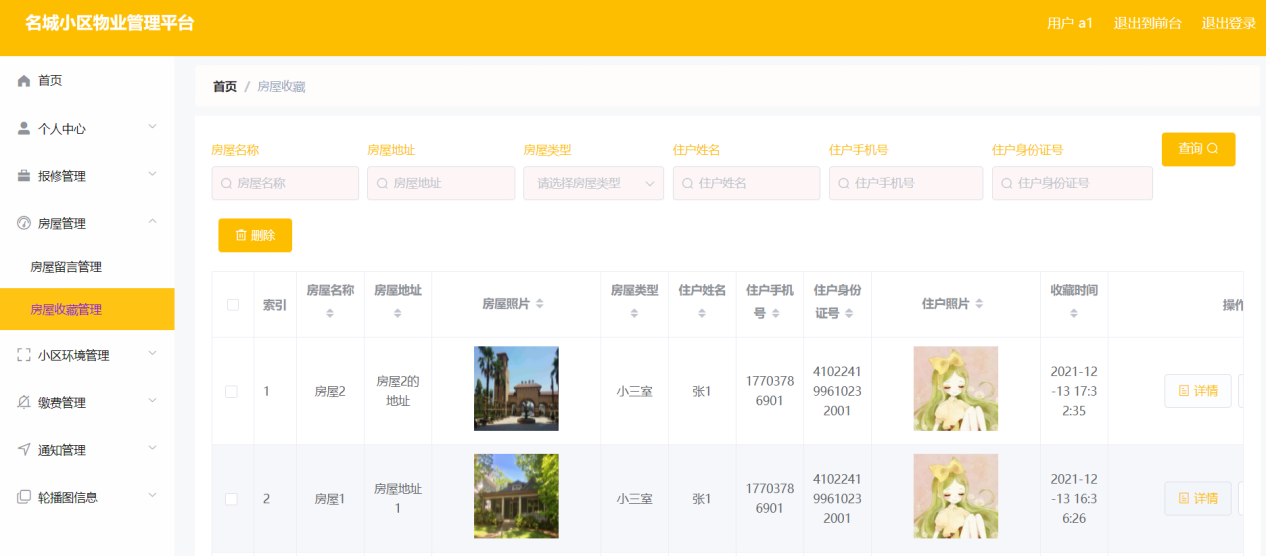 名城小区物业管理平台
用户 a1 退出到前台 退出登录
首页
个人中心
报修管理
房屋管理
房屋留言管理
房屋收藏管理
小区环境管理
缴费管理
通知管理
轮播图信息
首页 / 房屋收藏
房屋名称 房屋地址 房屋类型 住户姓名 住户手机号 住户身份证号
查询
房屋名称 房屋地址 请选择房屋类型 住户姓名 住户手机号 住户身份证号
删除
索引 房屋名称 房屋地址 房屋照片 房屋类型 住户姓名 住户手机号 住户身份证号 住户照片 收藏时间 操作
1 房屋2 房屋2的地址 小三室 张1 17703786901 410224199610232001 2021-12-13 17:32:35 详情
2 房屋1 房屋地址1 小三室 张1 17703786901 410224199610232001 2021-12-13 16:36:26 详情